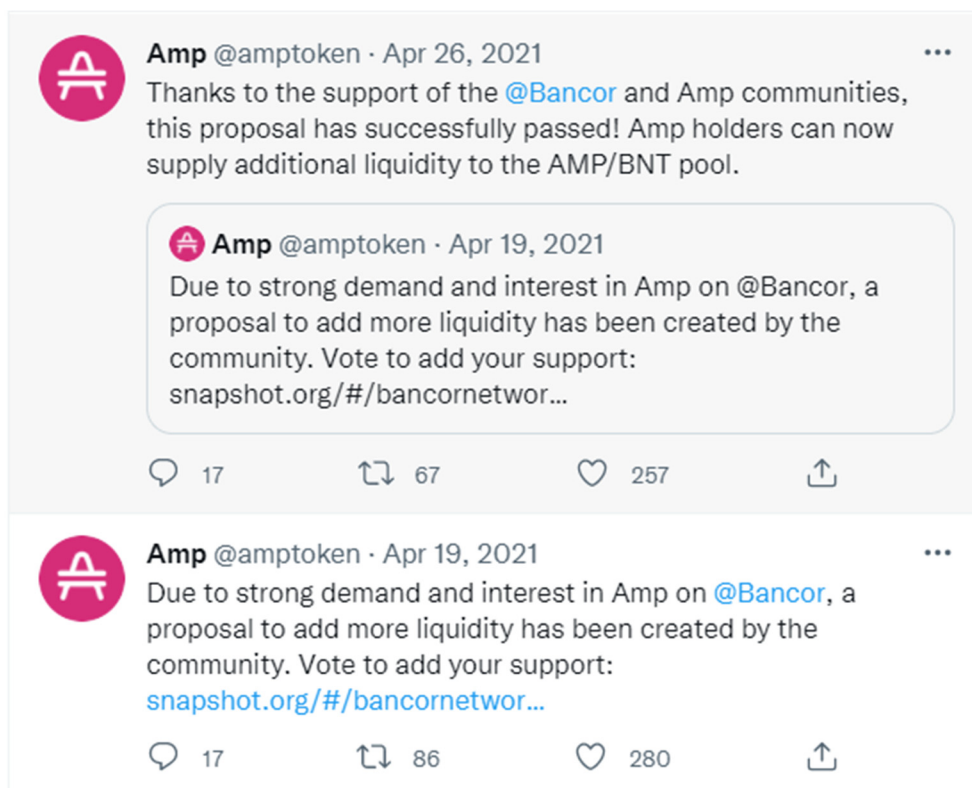 Amp @amptoken · Apr 26, 2021
Thanks to the support of the @Bancor and Amp communities,
this proposal has successfully passed! Amp holders can now
supply additional liquidity to the AMP/BNT pool.
Amp @amptoken · Apr 19, 2021
Due to strong demand and interest in Amp on @Bancor, a
proposal to add more liquidity has been created by the
community. Vote to add your support:
snapshot.org/#/bancornetwor...
17 67 257
Amp @amptoken · Apr 19, 2021
Due to strong demand and interest in Amp on @Bancor, a
proposal to add more liquidity has been created by the
community. Vote to add your support:
snapshot.org/#/bancornetwor...
17 86 280